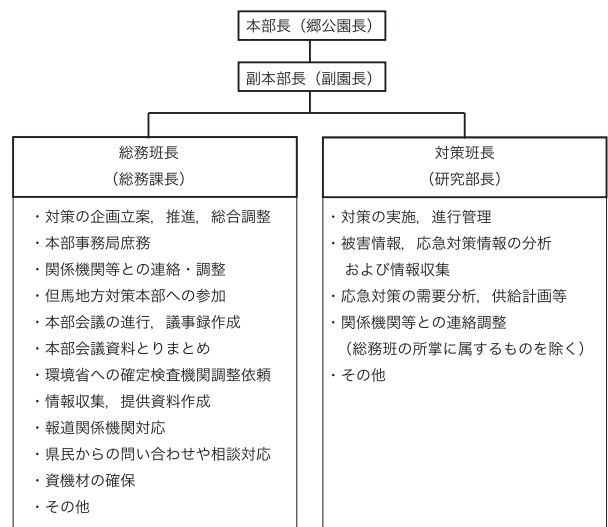 本部長（郷公園長）
副本部長（副園長）
総務班長
（総務課長）
・対策の企画立案，推進，総合調整
・本部事務局庶務
・関係機関等との連絡・調整
・但馬地方対策本部への参加
・本部会議の進行，議事録作成
・本部会議資料とりまとめ
・環境省への確定検査機関調整依頼
・情報収集，提供資料作成
・報道関係機関対応
・県民からの問い合わせや相談対応
・資機材の確保
・その他
対策班長
（研究部長）
・対策の実施，進行管理
・被害情報，応急対策情報の分析
および情報収集
・応急対策の需要分析，供給計画等
・関係機関等との連絡調整
（総務班の所掌に属するものを除く）
・その他